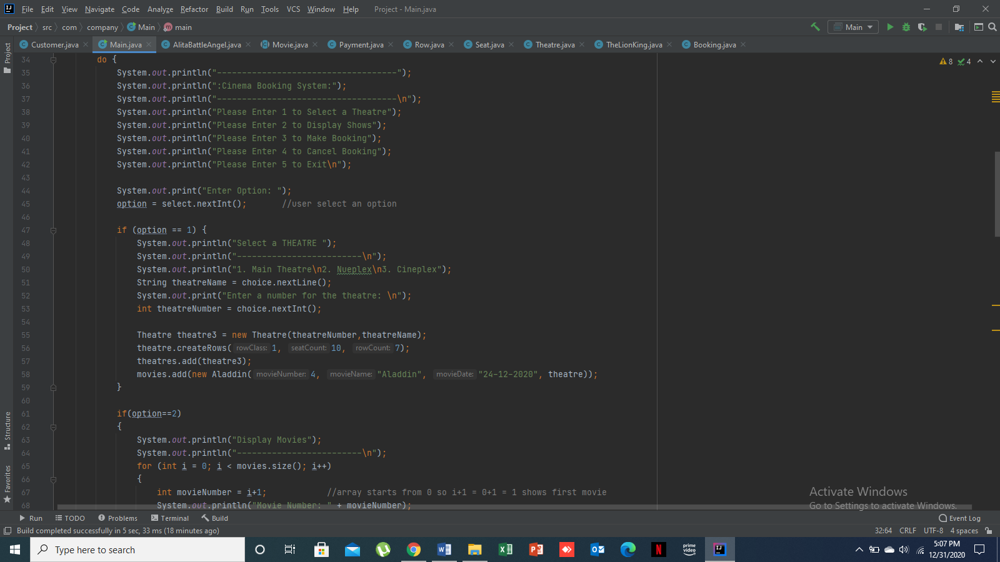 File Edit View Navigate Code Analyze Refactor Build Run Tools VCS Window Help Project - Main.java
Project src com company Main main Main
Customer.java Main.java AlitaBattleAngel.java Movie.java Payment.java Row.java Seat.java Theatre.java TheLionKing.java Booking.java
Project
8 4
34 do {
35 System.out.println("------------------------------------");
36 System.out.println(":Cinema Booking System:");
37 System.out.println("------------------------------------\n");
38 System.out.println("Please Enter 1 to Select a Theatre");
39 System.out.println("Please Enter 2 to Display Shows");
40 System.out.println("Please Enter 3 to Make Booking");
41 System.out.println("Please Enter 4 to Cancel Booking");
42 System.out.println("Please Enter 5 to Exit\n");
43
44 System.out.print("Enter Option: ");
45 option = select.nextInt(); //user select an option
46
47 if (option == 1) {
48 System.out.println("Select a THEATRE ");
49 System.out.println("-------------------------\n");
50 System.out.println("1. Main Theatre\n2. Nueplex\n3. Cineplex");
51 String theatreName = choice.nextLine();
52 System.out.print("Enter a number for the theatre: \n");
53 int theatreNumber = choice.nextInt();
54
55 Theatre theatre3 = new Theatre(theatreNumber,theatreName);
56 theatre.createRows( rowClass: 1, seatCount: 10, rowCount: 7);
57 theatres.add(theatre3);
58 movies.add(new Aladdin( movieNumber: 4, movieName: "Aladdin", movieDate: "24-12-2020", theatre));
59 }
60
61 if(option==2)
62 {
63 System.out.println("Display Movies");
64 System.out.println("-------------------------\n");
65 for (int i = 0; i < movies.size(); i++)
66 {
67 int movieNumber = i+1; //array starts from 0 so i+1 = 0+1 = 1 shows first movie
68 System.out.println("Movie Number: " + movieNumber);
Structure
Favorites
Activate Windows
Go to Settings to activate Windows.
Run TODO Problems Terminal Build Event Log
Build completed successfully in 5 sec, 33 ms (18 minutes ago) 32:64 CRLF UTF-8 4 spaces
Type here to search
prime video
5:07 PM
12/31/2020